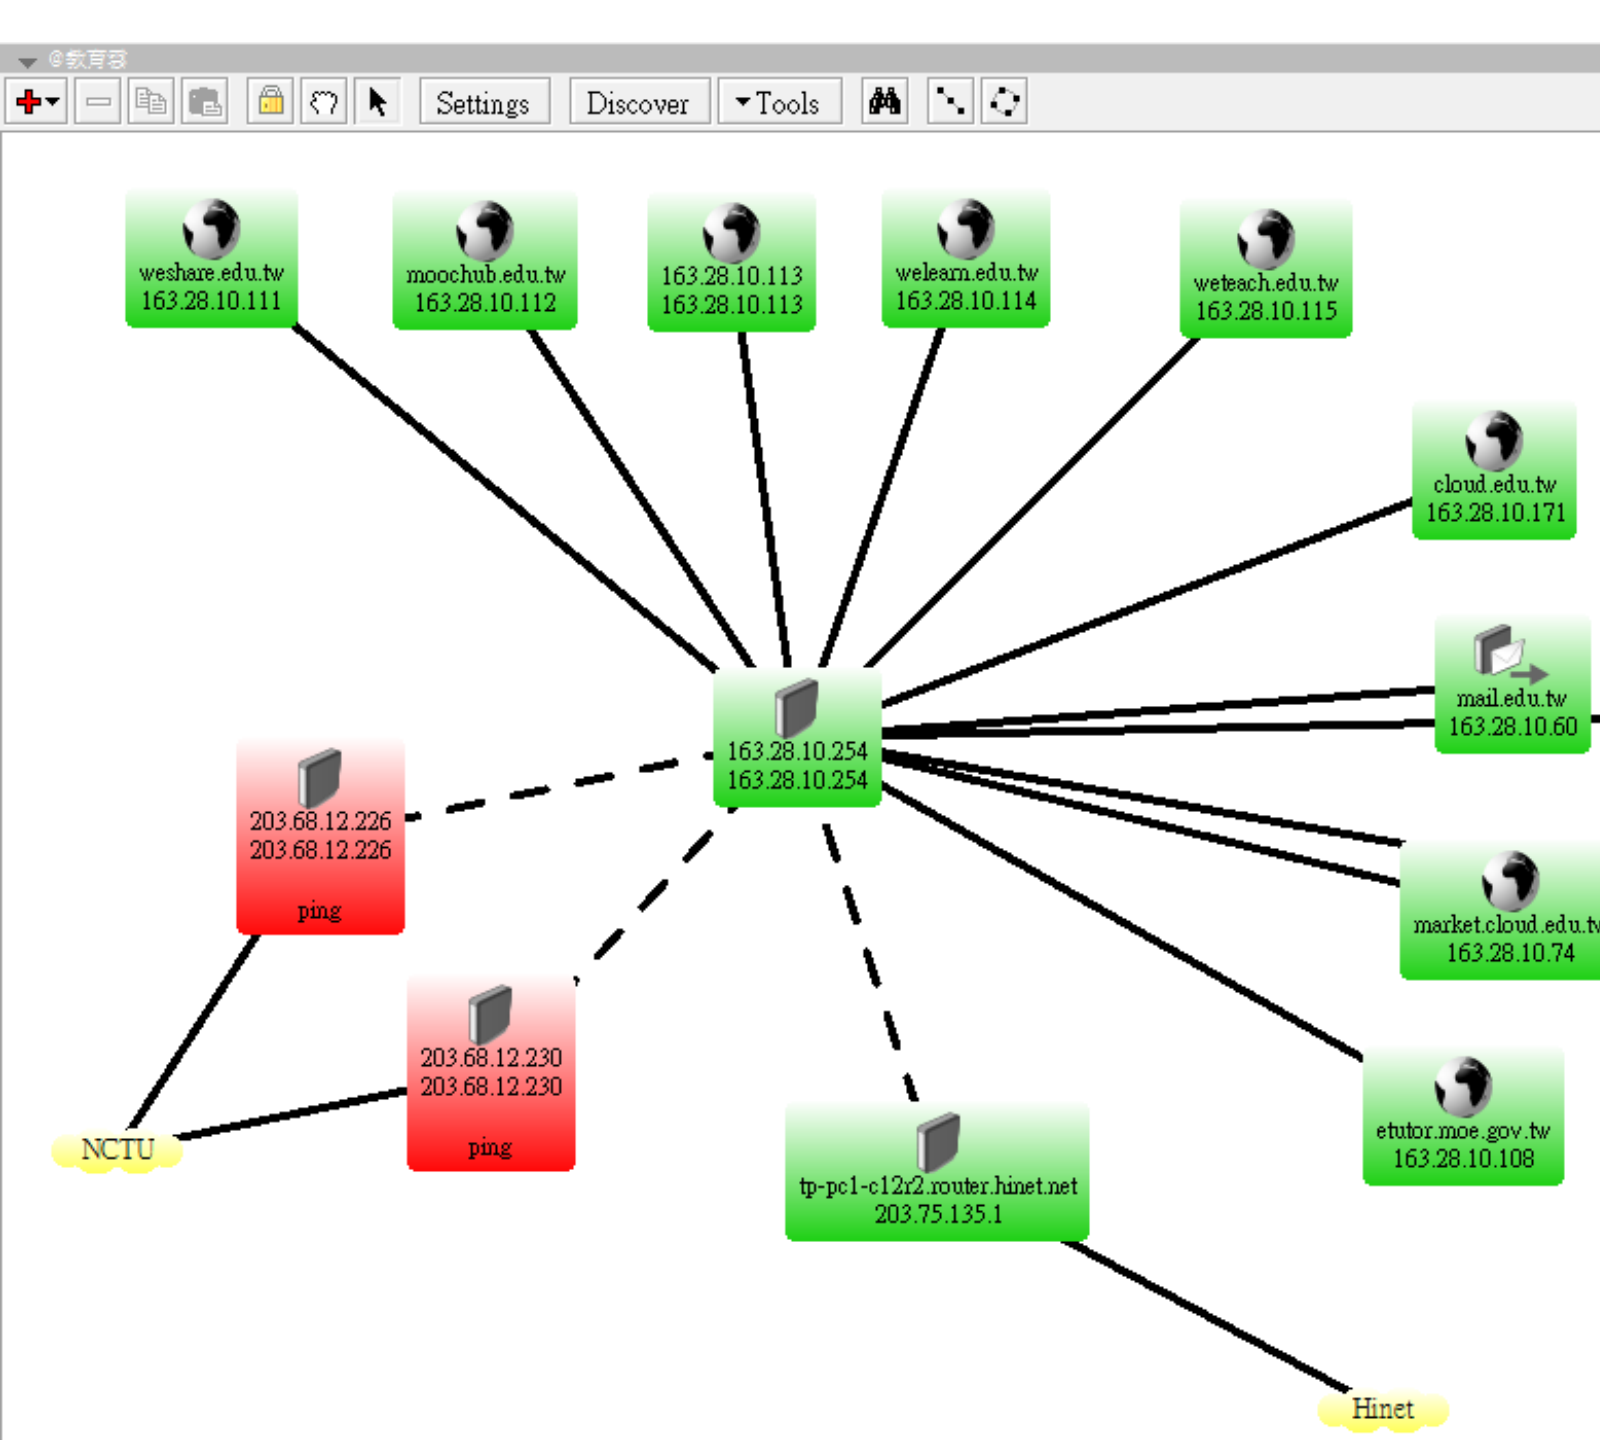 @教育雲
Settings
Discover
Tools
weshare.edu.tw
163.28.10.111
moochub.edu.tw
163.28.10.112
163.28.10.113
163.28.10.113
welearn.edu.tw
163.28.10.114
weteach.edu.tw
163.28.10.115
cloud.edu.tw
163.28.10.171
mail.edu.tw
163.28.10.60
163.28.10.254
163.28.10.254
203.68.12.226
203.68.12.226
ping
market.cloud.edu.tw
163.28.10.74
203.68.12.230
203.68.12.230
ping
NCTU
etutor.moe.gov.tw
163.28.10.108
tp-pc1-c12r2.router.hinet.net
203.75.135.1
Hinet